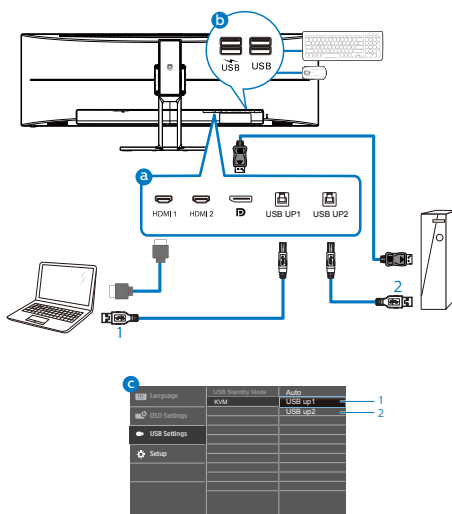 b
USB USB
a
HDMI 1 HDMI 2 USB UP1 USB UP2
2
1
c
Language USB Standby Mode Auto
KVM USB up1 1
OSD Settings USB up2 2
USB Settings
Setup